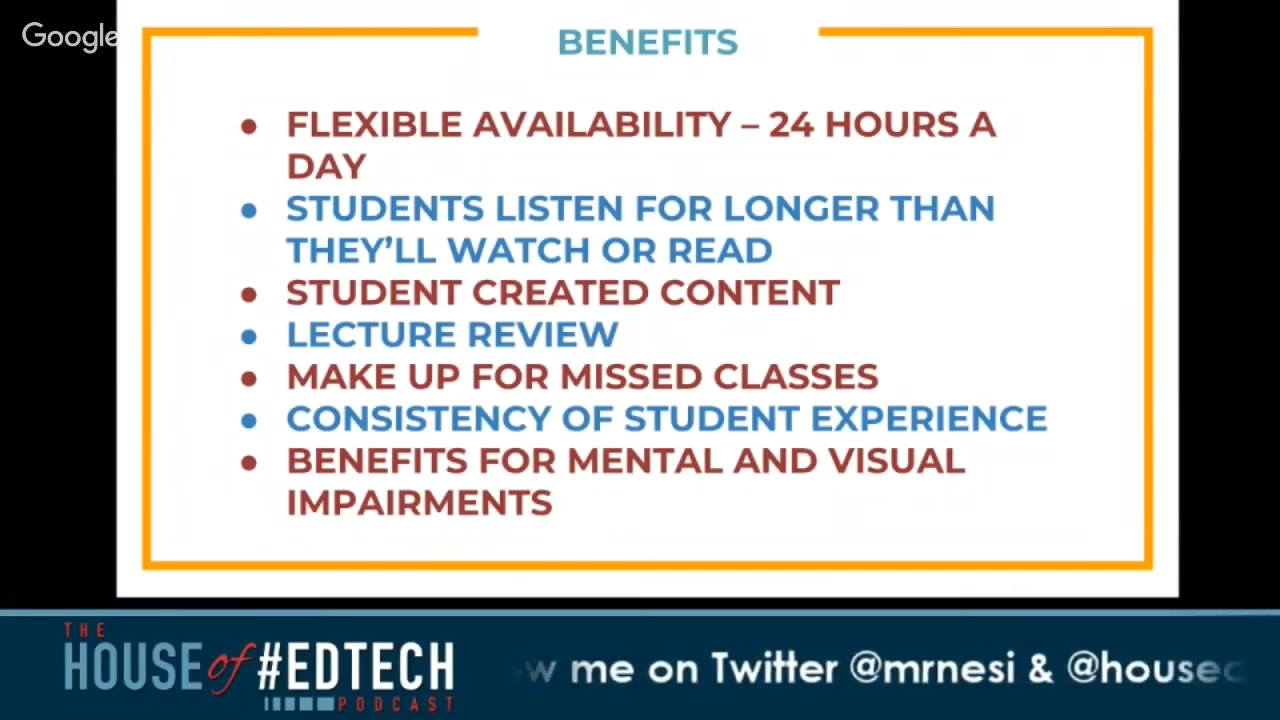 Google
BENEFITS
● FLEXIBLE AVAILABILITY – 24 HOURS A
DAY
● STUDENTS LISTEN FOR LONGER THAN
THEY’LL WATCH OR READ
● STUDENT CREATED CONTENT
● LECTURE REVIEW
● MAKE UP FOR MISSED CLASSES
● CONSISTENCY OF STUDENT EXPERIENCE
● BENEFITS FOR MENTAL AND VISUAL
IMPAIRMENTS
THE
HOUSE of #EDTECH
PODCAST
me on Twitter @mrnesi &